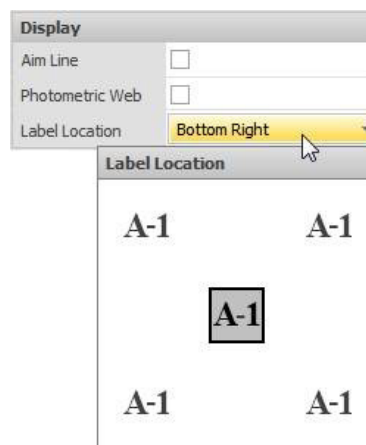 Display
Aim Line
Photometric Web
Label Location Bottom Right
Label Location
A-1 A-1
A-1
A-1 A-1